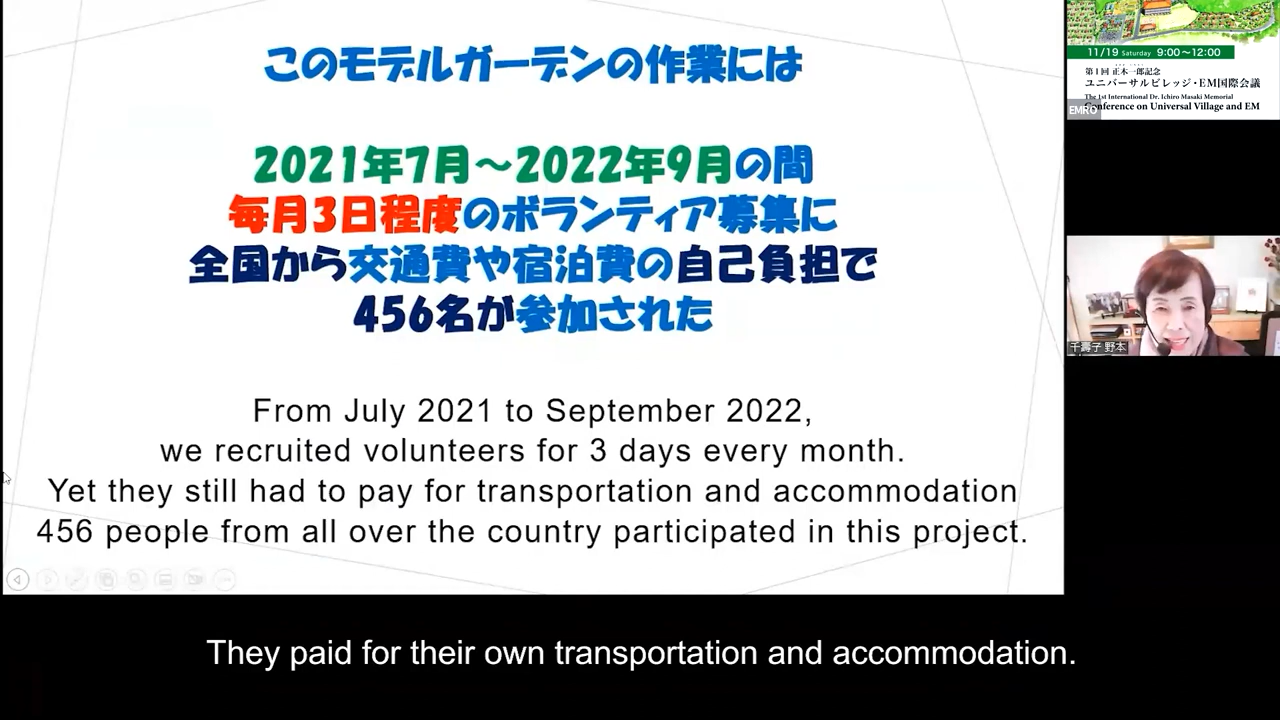 このモデルガーデンの作業には
2021年7月～2022年9月の間
毎月3日程度のボランティア募集に
全国から交通費や宿泊費の自己負担で
456名が参加された
From July 2021 to September 2022,
we recruited volunteers for 3 days every month.
Yet they still had to pay for transportation and accommodation
456 people from all over the country participated in this project.
11/19 Saturday 9:00～12:00
第1回 正木一郎記念
ユニバーサルビレッジ・EM国際会議
The 1st International Dr. Ichiro Masaki Memorial
Conference on Universal Village and EM
EMRO
千壽子 野本
They paid for their own transportation and accommodation.